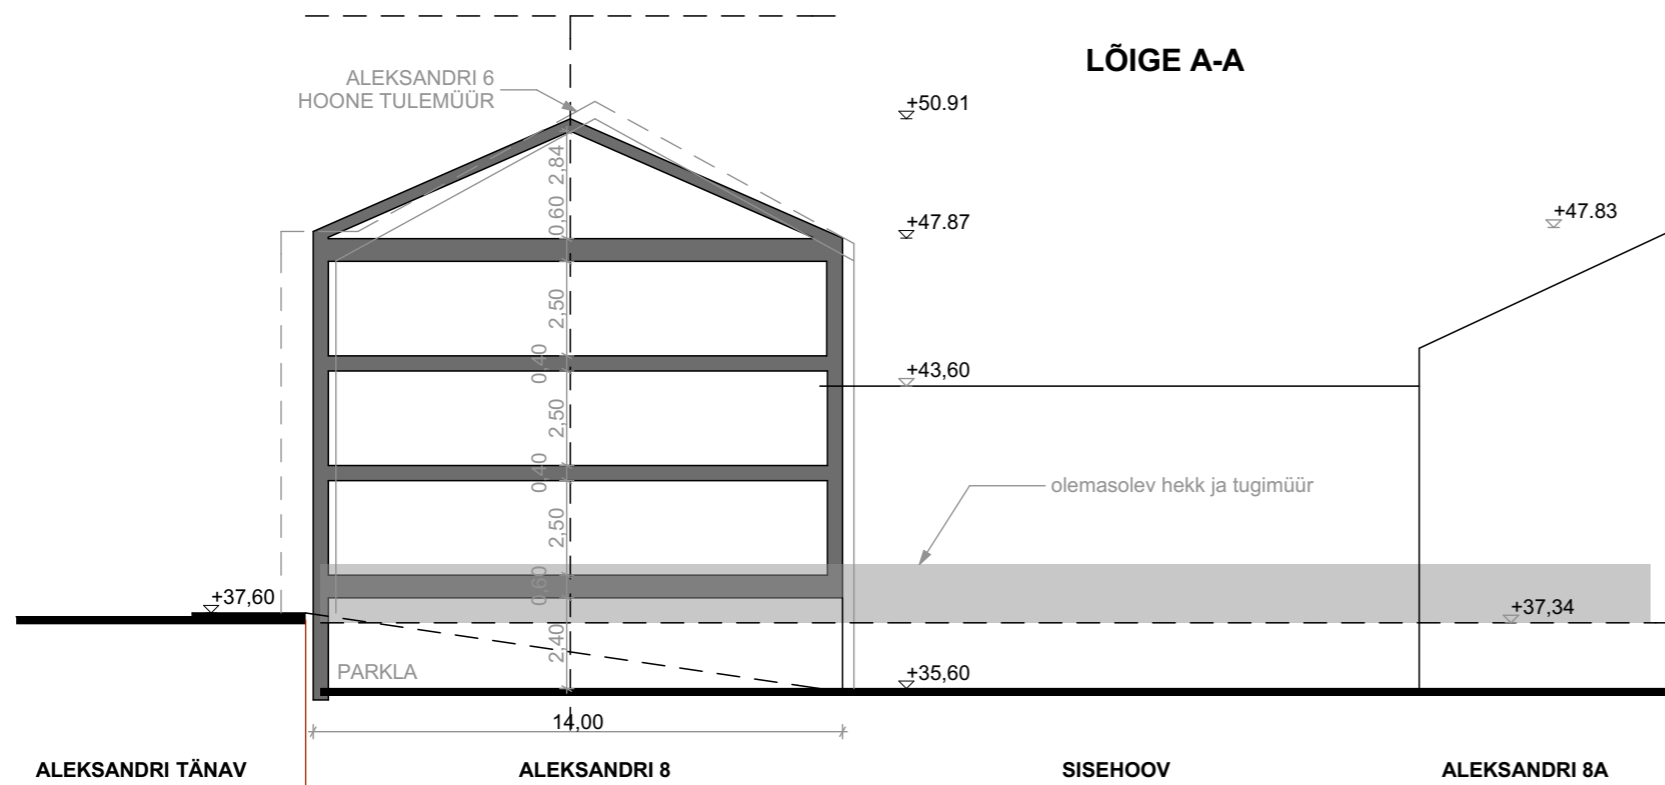 LÕIGE A-A
ALEKSANDRI 6
HOONE TULEMÜÜR
+50.91
2,84
0,60
+47.87
+47.83
2,50
0,40
+43,60
2,50
0,40
olemasolev hekk ja tugimüür
2,50
0,60
+37,60
+37,34
2,40
PARKLA
+35,60
14,00
ALEKSANDRI TÄNAV
ALEKSANDRI 8
SISEHOOV
ALEKSANDRI 8A